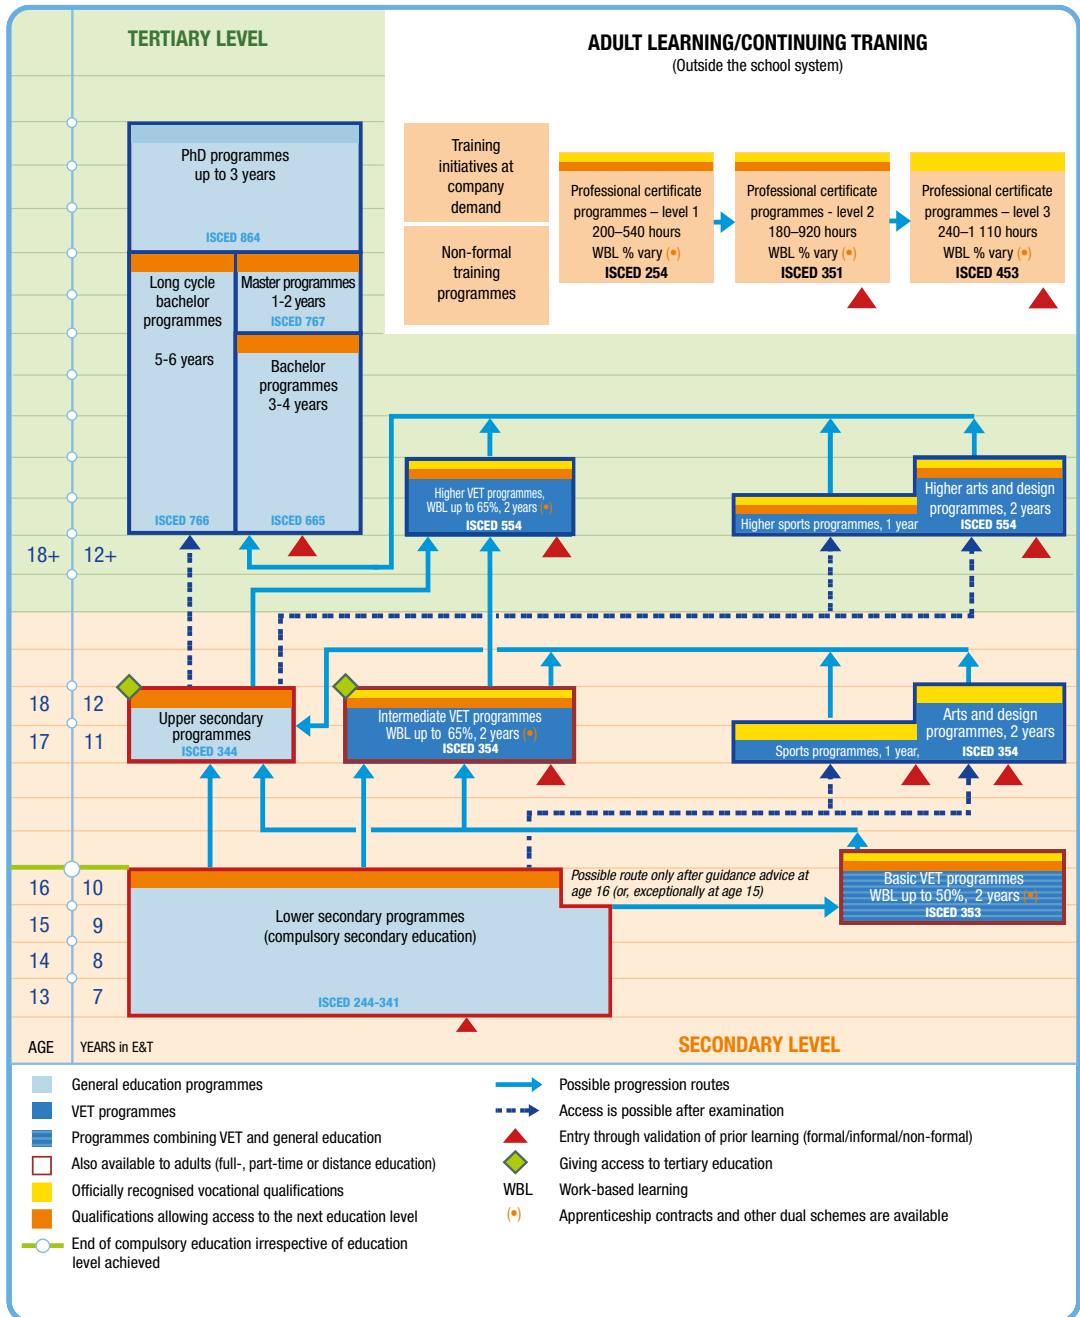 TERTIARY LEVEL
ADULT LEARNING/CONTINUING TRANING
(Outside the school system)
PhD programmes
up to 3 years
ISCED 864
Long cycle
bachelor
programmes
5-6 years
ISCED 766
Master programmes
1-2 years
ISCED 767
Bachelor
programmes
3-4 years
ISCED 665
Training
initiatives at
company
demand
Non-formal
training
programmes
Professional certificate
programmes – level 1
200–540 hours
WBL % vary (•)
ISCED 254
Professional certificate
programmes - level 2
180–920 hours
WBL % vary (•)
ISCED 351
Professional certificate
programmes – level 3
240–1 110 hours
WBL % vary (•)
ISCED 453
Higher VET programmes,
WBL up to 65%, 2 years (•)
ISCED 554
Higher sports programmes, 1 year
Higher arts and design
programmes, 2 years
ISCED 554
18+ 12+
18 12
17 11
Upper secondary
programmes
ISCED 344
Intermediate VET programmes
WBL up to 65%, 2 years (•)
ISCED 354
Sports programmes, 1 year,
Arts and design
programmes, 2 years
ISCED 354
16 10
15 9
14 8
13 7
Lower secondary programmes
(compulsory secondary education)
ISCED 244-341
Possible route only after guidance advice at
age 16 (or, exceptionally at age 15)
Basic VET programmes
WBL up to 50%, 2 years (•)
ISCED 353
AGE YEARS in E&T
SECONDARY LEVEL
General education programmes
VET programmes
Programmes combining VET and general education
Also available to adults (full-, part-time or distance education)
Officially recognised vocational qualifications
Qualifications allowing access to the next education level
End of compulsory education irrespective of education
level achieved
Possible progression routes
Access is possible after examination
Entry through validation of prior learning (formal/informal/non-formal)
Giving access to tertiary education
WBL Work-based learning
(•) Apprenticeship contracts and other dual schemes are available